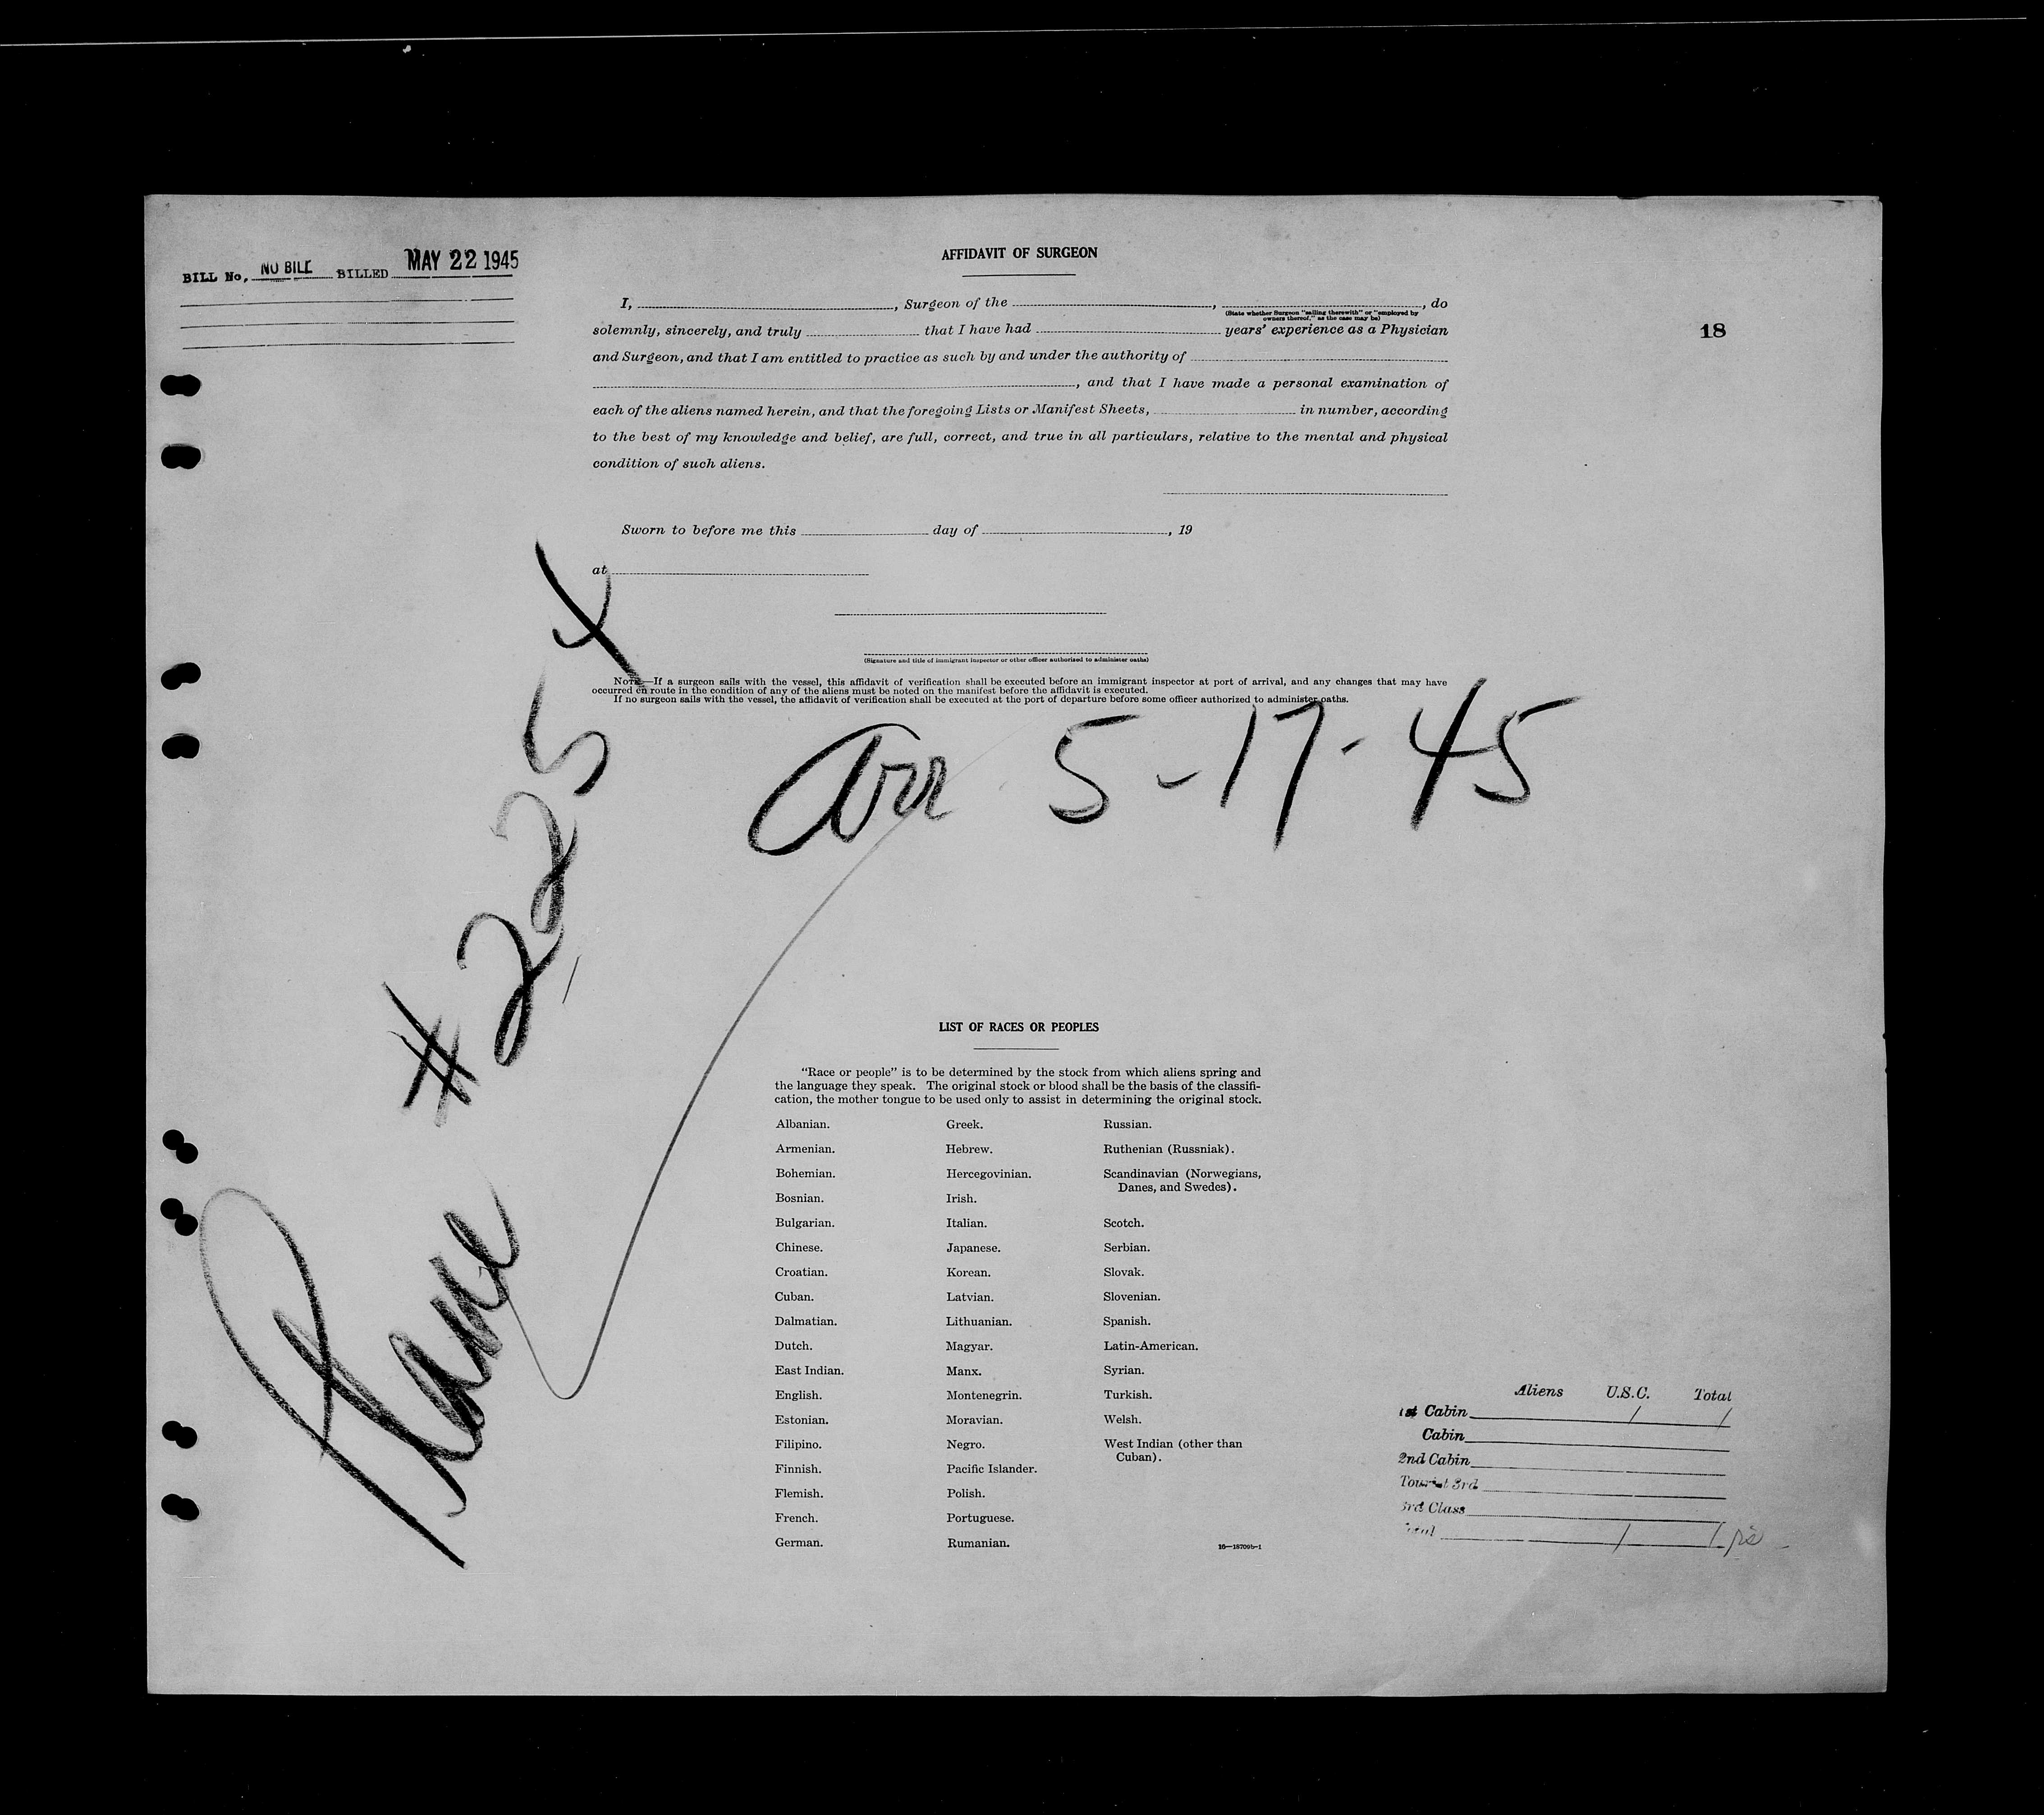 BILL No. NO BILL BILLED MAY 22 1945
AFFIDAVIT OF SURGEON
I, , Surgeon of the , , do
(State whether Surgeon "sailing therewith" or "employed by
owners thereof," as the case may be)
solemnly, sincerely, and truly that I have had years' experience as a Physician
18
and Surgeon, and that I am entitled to practice as such by and under the authority of
, and that I have made a personal examination of
each of the aliens named herein, and that the foregoing Lists or Manifest Sheets, in number, according
to the best of my knowledge and belief, are full, correct, and true in all particulars, relative to the mental and physical
condition of such aliens.
Sworn to before me this day of , 19
at
(Signature and title of immigrant inspector or other officer authorized to administer oaths)
NOTE.—If a surgeon sails with the vessel, this affidavit of verification shall be executed before an immigrant inspector at port of arrival, and any changes that may have
occurred en route in the condition of any of the aliens must be noted on the manifest before the affidavit is executed.
If no surgeon sails with the vessel, the affidavit of verification shall be executed at the port of departure before some officer authorized to administer oaths.
Plane #2254
Arr 5-17-45
LIST OF RACES OR PEOPLES
"Race or people" is to be determined by the stock from which aliens spring and
the language they speak. The original stock or blood shall be the basis of the classifi-
cation, the mother tongue to be used only to assist in determining the original stock.
Albanian.
Armenian.
Bohemian.
Bosnian.
Bulgarian.
Chinese.
Croatian.
Cuban.
Dalmatian.
Dutch.
East Indian.
English.
Estonian.
Filipino.
Finnish.
Flemish.
French.
German.
Greek.
Hebrew.
Hercegovinian.
Irish.
Italian.
Japanese.
Korean.
Latvian.
Lithuanian.
Magyar.
Manx.
Montenegrin.
Moravian.
Negro.
Pacific Islander.
Polish.
Portuguese.
Rumanian.
Russian.
Ruthenian (Russniak).
Scandinavian (Norwegians,
Danes, and Swedes).
Scotch.
Serbian.
Slovak.
Slovenian.
Spanish.
Latin-American.
Syrian.
Turkish.
Welsh.
West Indian (other than
Cuban).
16—18709b-1
Aliens U.S.C. Total
1st Cabin 1 1
Cabin
2nd Cabin
Tourist 3rd
3rd Class
Total 1 1